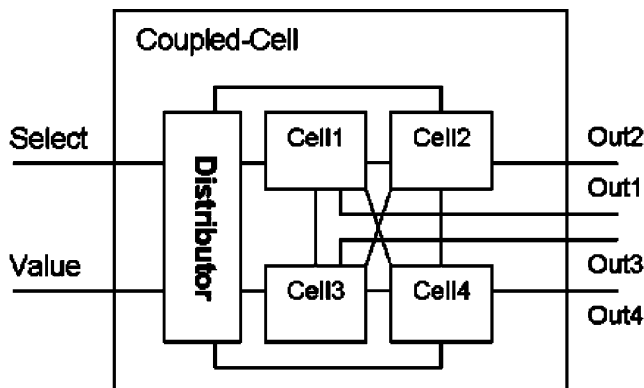 Coupled-Cell
Select
Value
Distributor
Cell1
Cell2
Cell3
Cell4
Out2
Out1
Out3
Out4